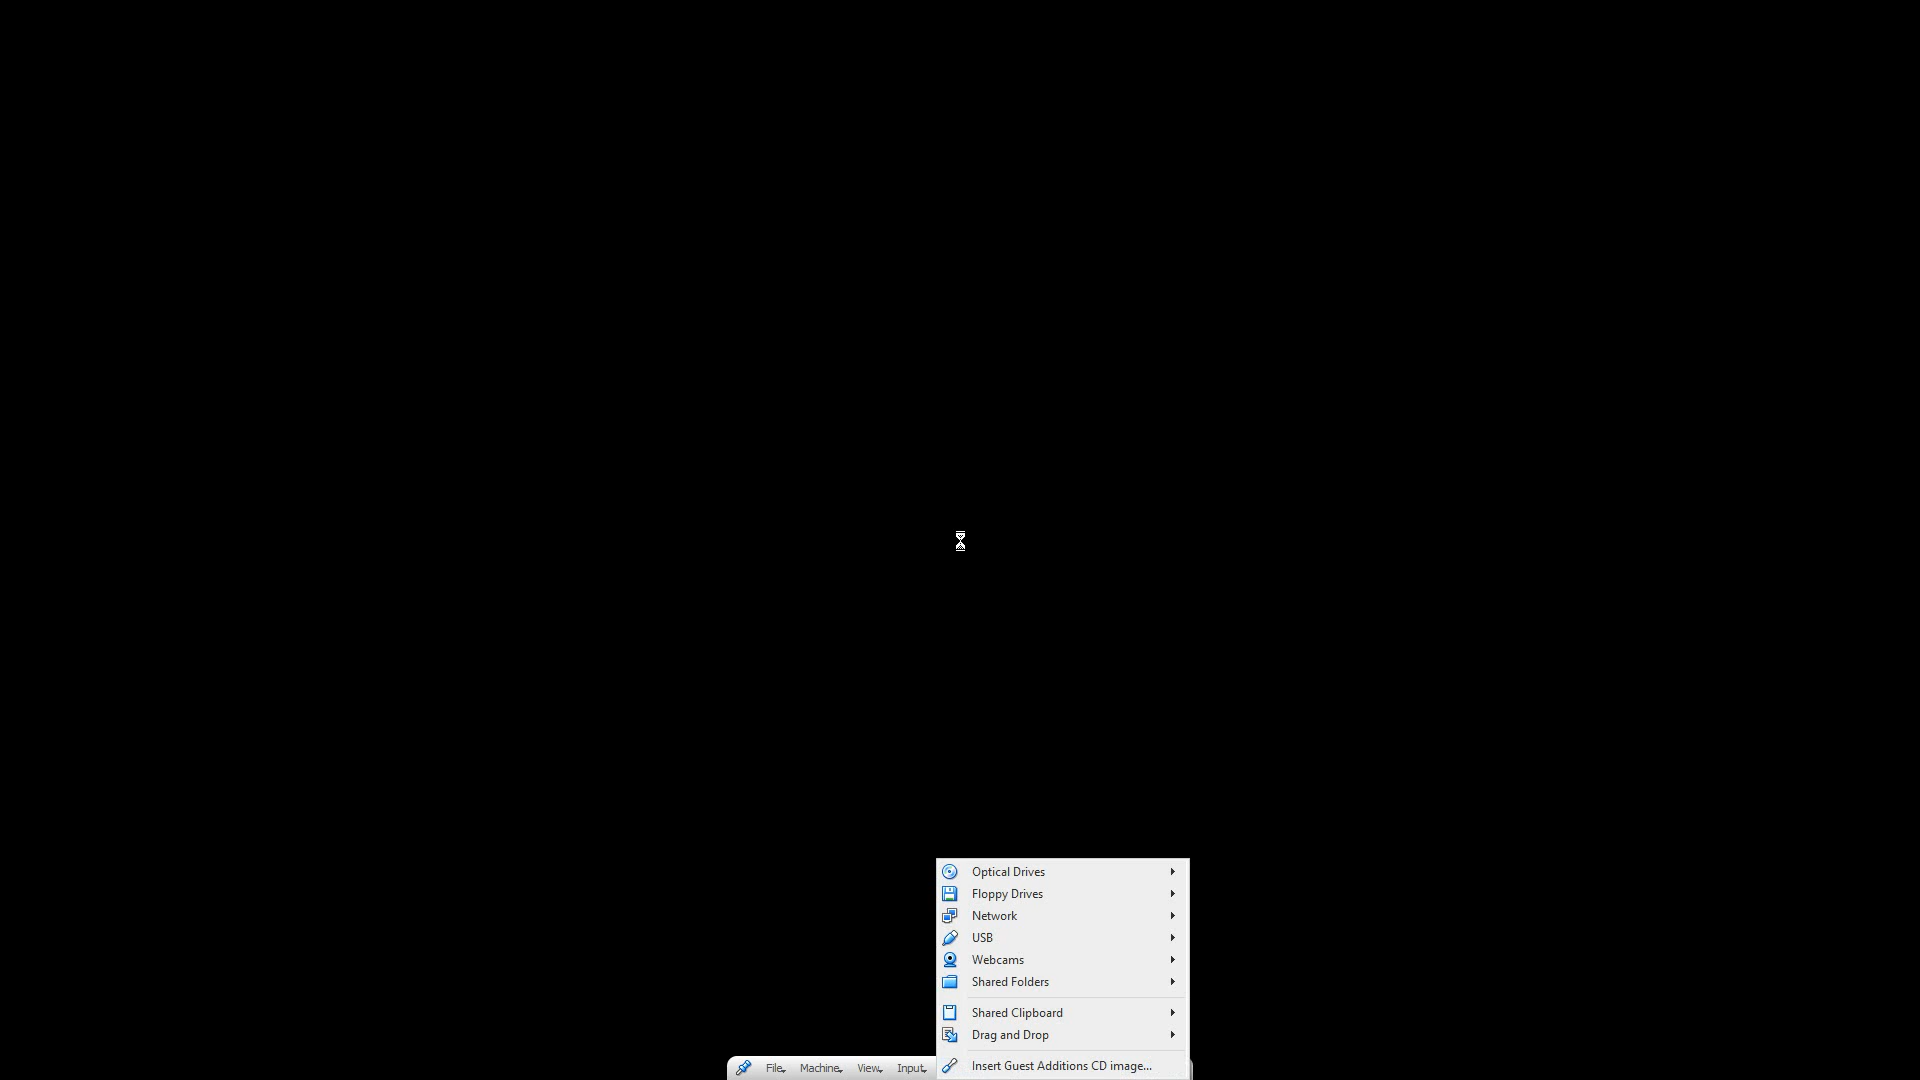 Optical Drives
Floppy Drives
Network
USB
Webcams
Shared Folders
Shared Clipboard
Drag and Drop
Insert Guest Additions CD image...
File Machine View Input